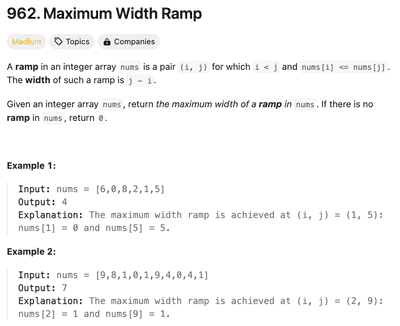 962. Maximum Width Ramp
Medium Topics Companies
A ramp in an integer array nums is a pair (i, j) for which i < j and nums[i] <= nums[j].
The width of such a ramp is j - i.
Given an integer array nums, return the maximum width of a ramp in nums. If there is no
ramp in nums, return 0.
Example 1:
Input: nums = [6,0,8,2,1,5]
Output: 4
Explanation: The maximum width ramp is achieved at (i, j) = (1, 5):
nums[1] = 0 and nums[5] = 5.
Example 2:
Input: nums = [9,8,1,0,1,9,4,0,4,1]
Output: 7
Explanation: The maximum width ramp is achieved at (i, j) = (2, 9):
nums[2] = 1 and nums[9] = 1.